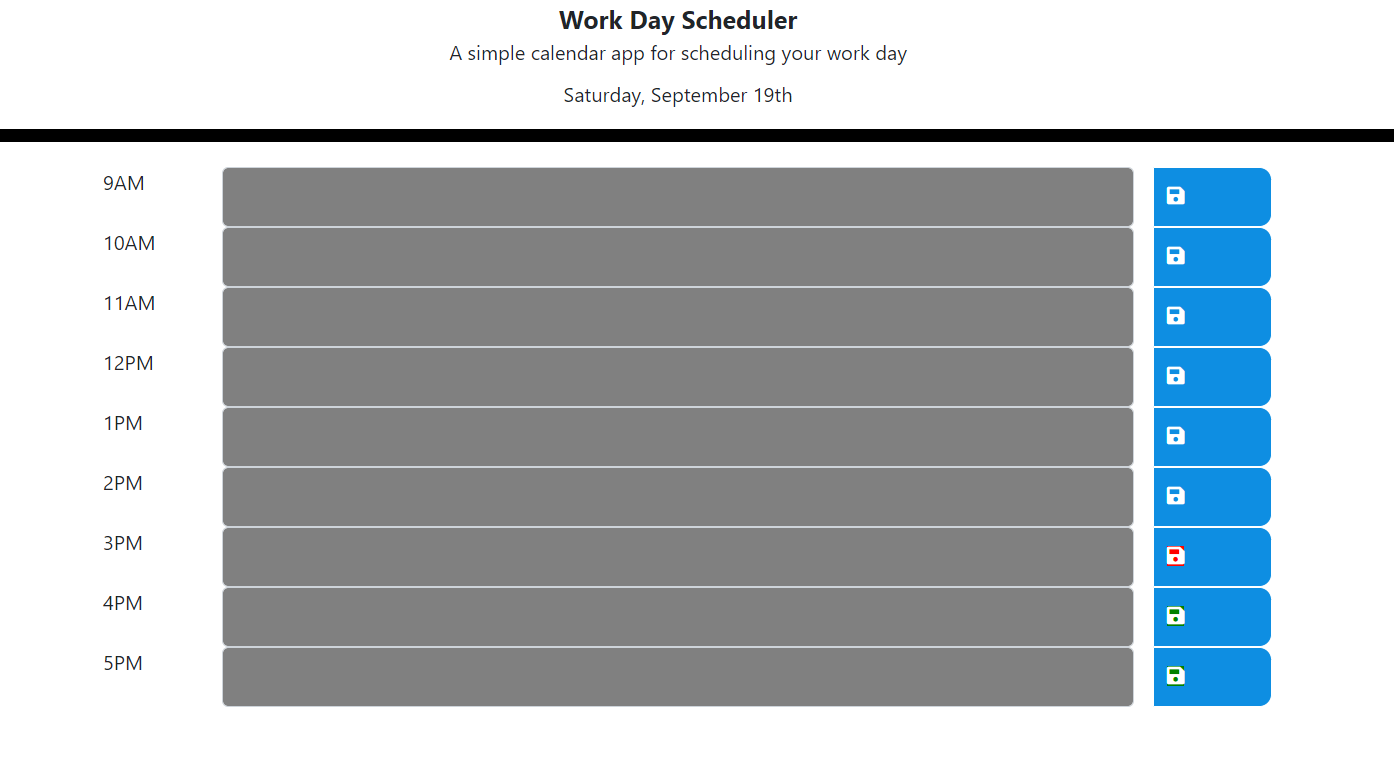 Work Day Scheduler
A simple calendar app for scheduling your work day
Saturday, September 19th
9AM
10AM
11AM
12PM
1PM
2PM
3PM
4PM
5PM